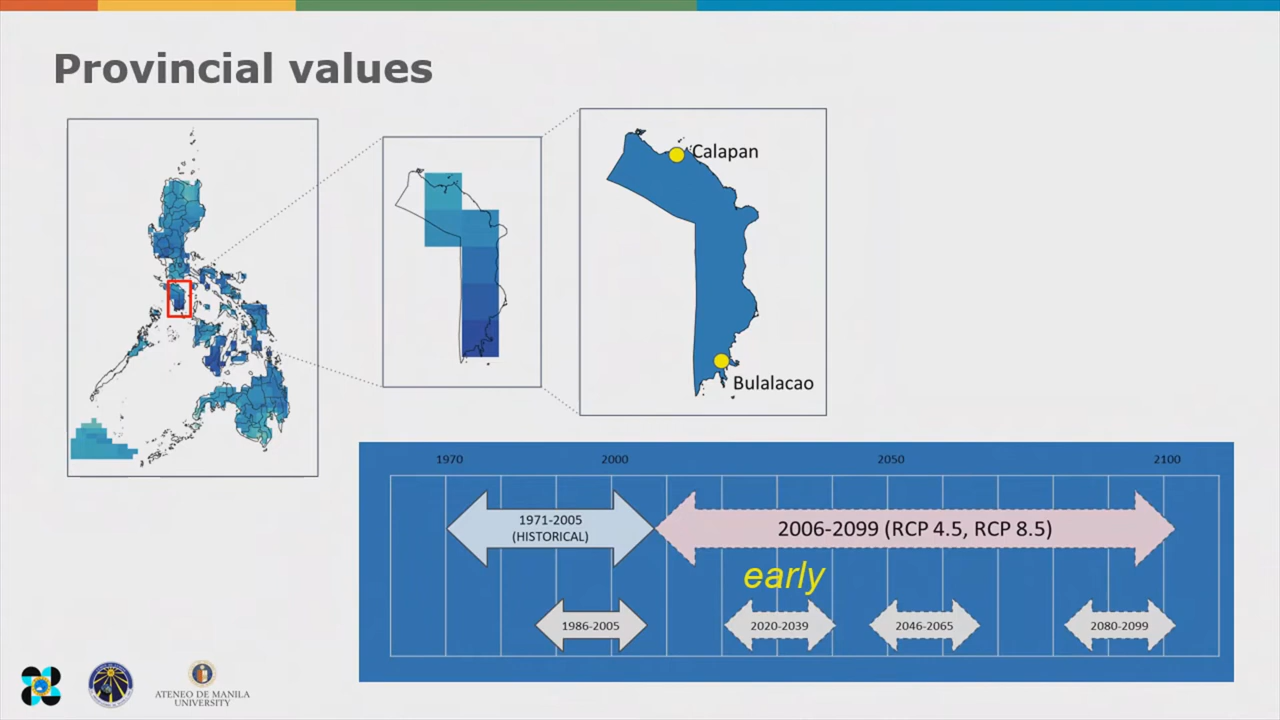 Provincial values
Calapan
Bulalacao
1970
2000
2050
2100
1971-2005
(HISTORICAL)
2006-2099 (RCP 4.5, RCP 8.5)
early
1986-2005
2020-2039
2046-2065
2080-2099
ATENEO DE MANILA
UNIVERSITY